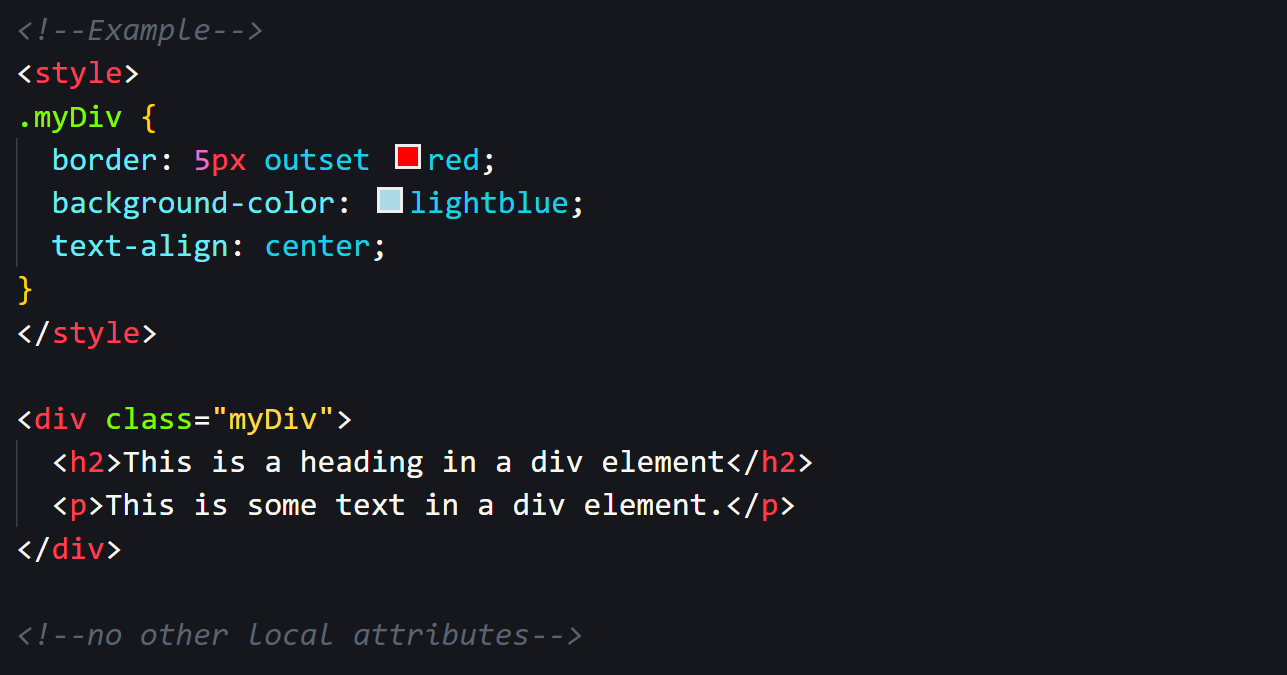 <!--Example-->
<style>
.myDiv {
  border: 5px outset red;
  background-color: lightblue;
  text-align: center;
}
</style>

<div class="myDiv">
  <h2>This is a heading in a div element</h2>
  <p>This is some text in a div element.</p>
</div>

<!--no other local attributes-->